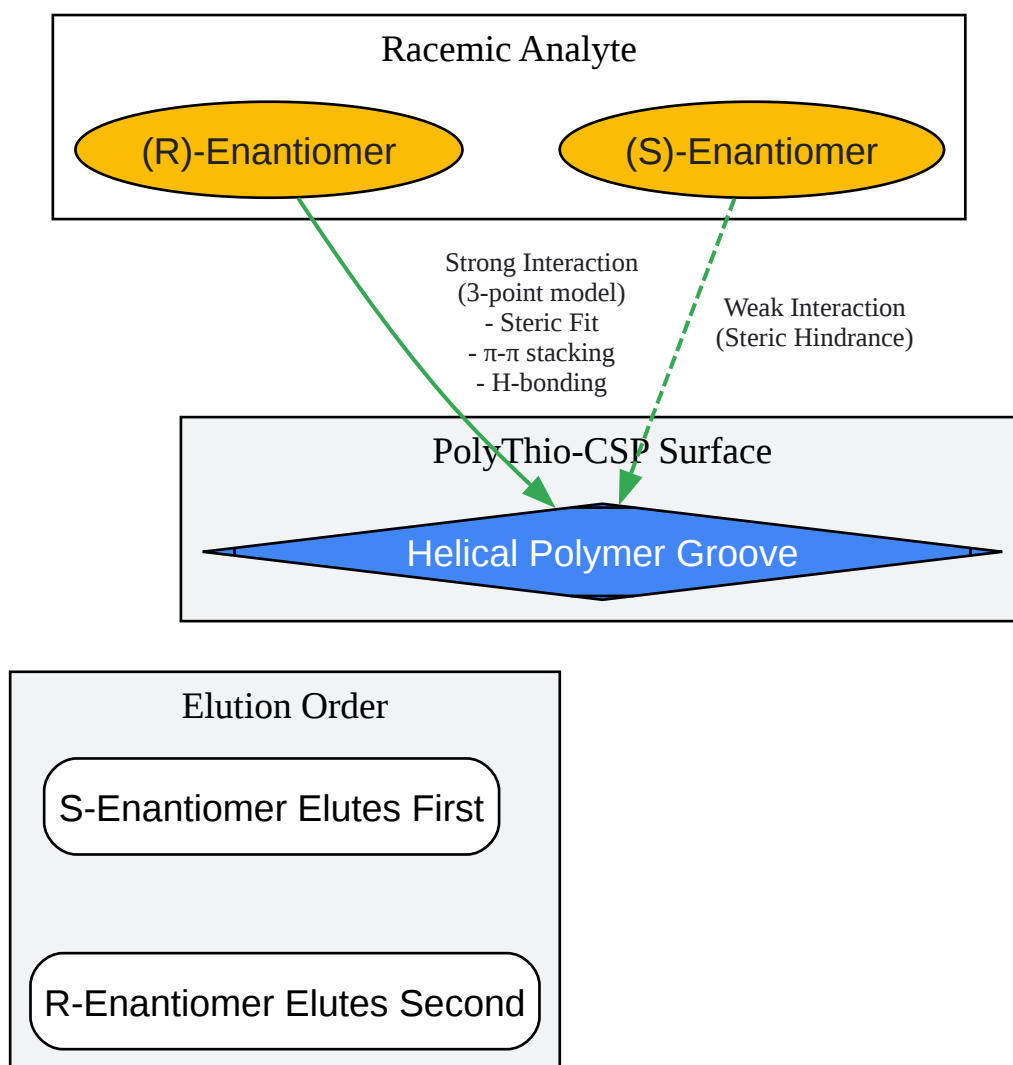 Racemic Analyte
(R)-Enantiomer
(S)-Enantiomer
Strong Interaction
(3-point model)
- Steric Fit
- π-π stacking
- H-bonding
Weak Interaction
(Steric Hindrance)
PolyThio-CSP Surface
Helical Polymer Groove
Elution Order
S-Enantiomer Elutes First
R-Enantiomer Elutes Second